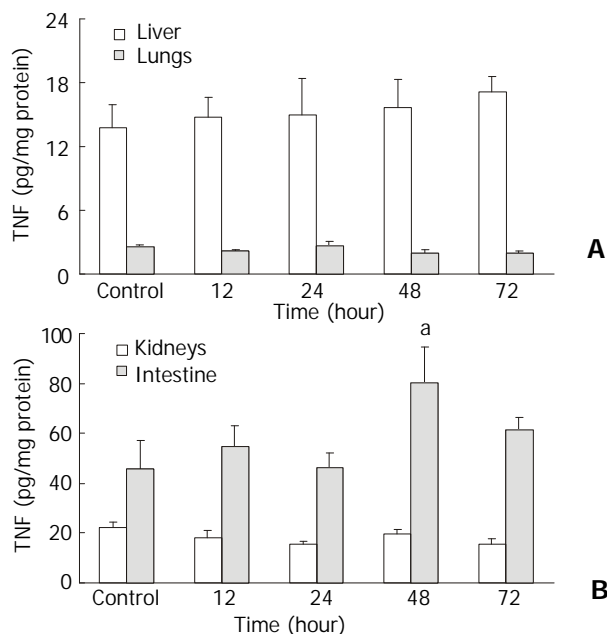 24
18
12
6
0
TNF (pg/mg protein)
Liver
Lungs
Control 12 24 48 72
Time (hour)
A
100
80
60
40
20
0
TNF (pg/mg protein)
Kidneys
Intestine
a
Control 12 24 48 72
Time (hour)
B